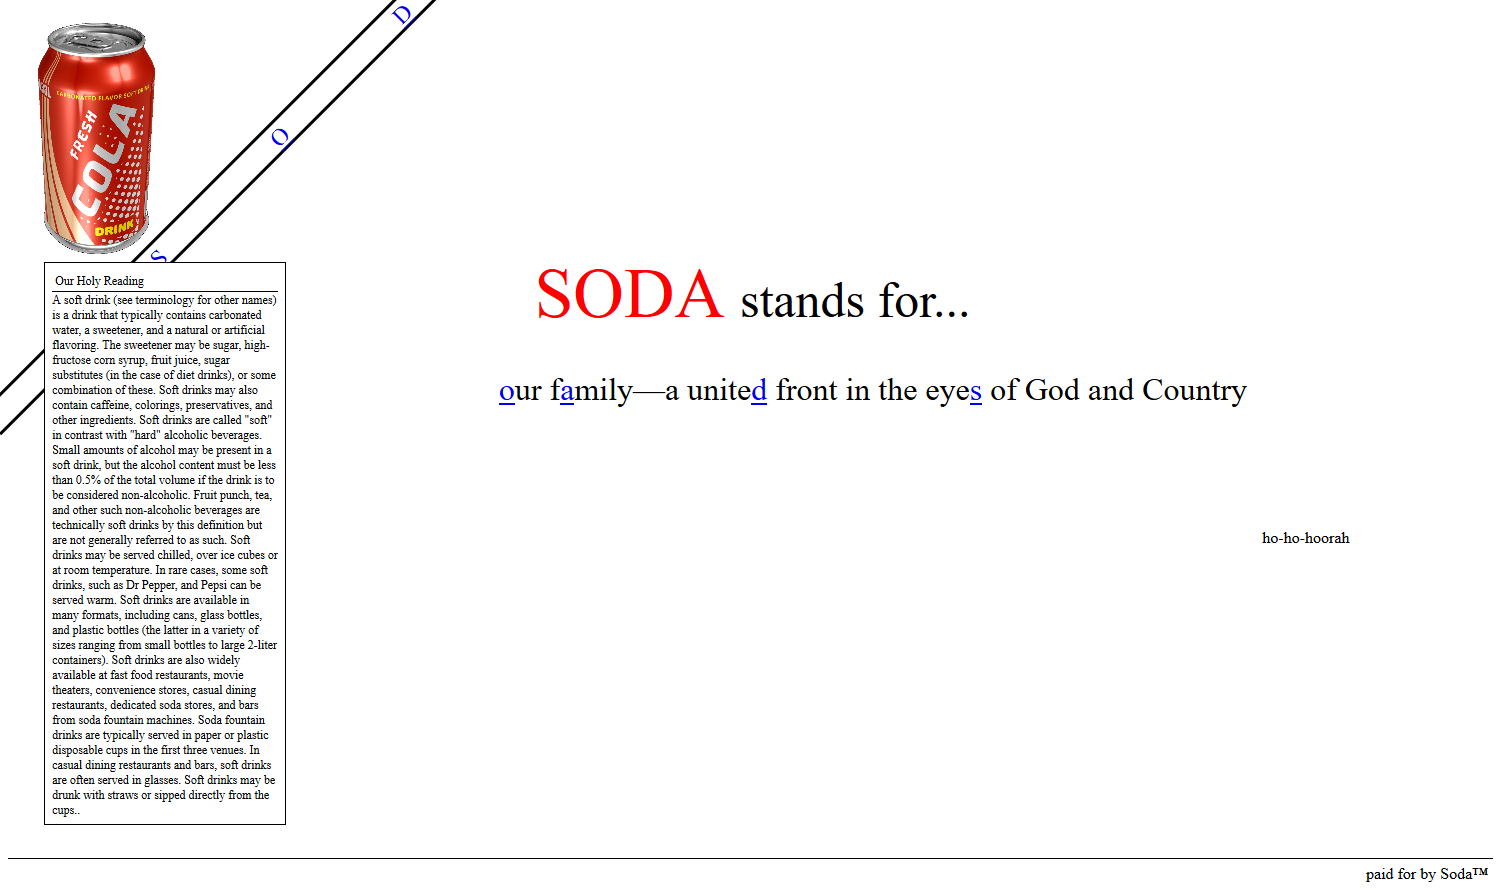 D
O
S
CARBONATED FLAVOR SOFT DRINK
FRESH
COLA
DRINK
Our Holy Reading
A soft drink (see terminology for other names)
is a drink that typically contains carbonated
water, a sweetener, and a natural or artificial
flavoring. The sweetener may be sugar, high-
fructose corn syrup, fruit juice, sugar
substitutes (in the case of diet drinks), or some
combination of these. Soft drinks may also
contain caffeine, colorings, preservatives, and
other ingredients. Soft drinks are called "soft"
in contrast with "hard" alcoholic beverages.
Small amounts of alcohol may be present in a
soft drink, but the alcohol content must be less
than 0.5% of the total volume if the drink is to
be considered non-alcoholic. Fruit punch, tea,
and other such non-alcoholic beverages are
technically soft drinks by this definition but
are not generally referred to as such. Soft
drinks may be served chilled, over ice cubes or
at room temperature. In rare cases, some soft
drinks, such as Dr Pepper, and Pepsi can be
served warm. Soft drinks are available in
many formats, including cans, glass bottles,
and plastic bottles (the latter in a variety of
sizes ranging from small bottles to large 2-liter
containers). Soft drinks are also widely
available at fast food restaurants, movie
theaters, convenience stores, casual dining
restaurants, dedicated soda stores, and bars
from soda fountain machines. Soda fountain
drinks are typically served in paper or plastic
disposable cups in the first three venues. In
casual dining restaurants and bars, soft drinks
are often served in glasses. Soft drinks may be
drunk with straws or sipped directly from the
cups..
SODA stands for...
our family—a united front in the eyes of God and Country
ho-ho-hoorah
paid for by Soda™